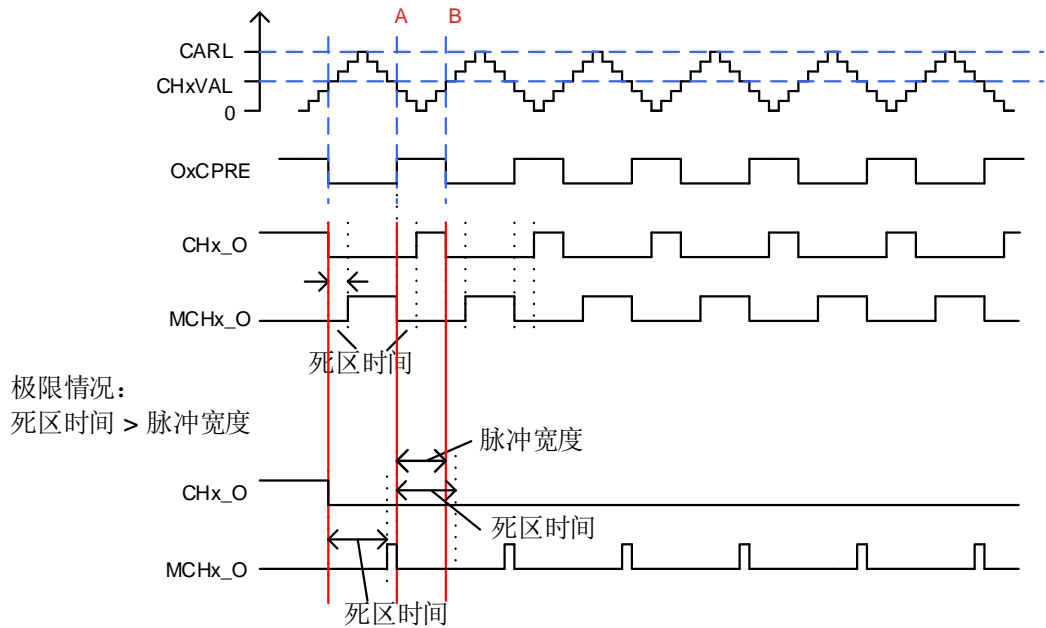 A B
CARL
CHxVAL
0
OxCPRE
CHx_O
MCHx_O
死区时间
极限情况：
死区时间 > 脉冲宽度
脉冲宽度
CHx_O
死区时间
MCHx_O
死区时间